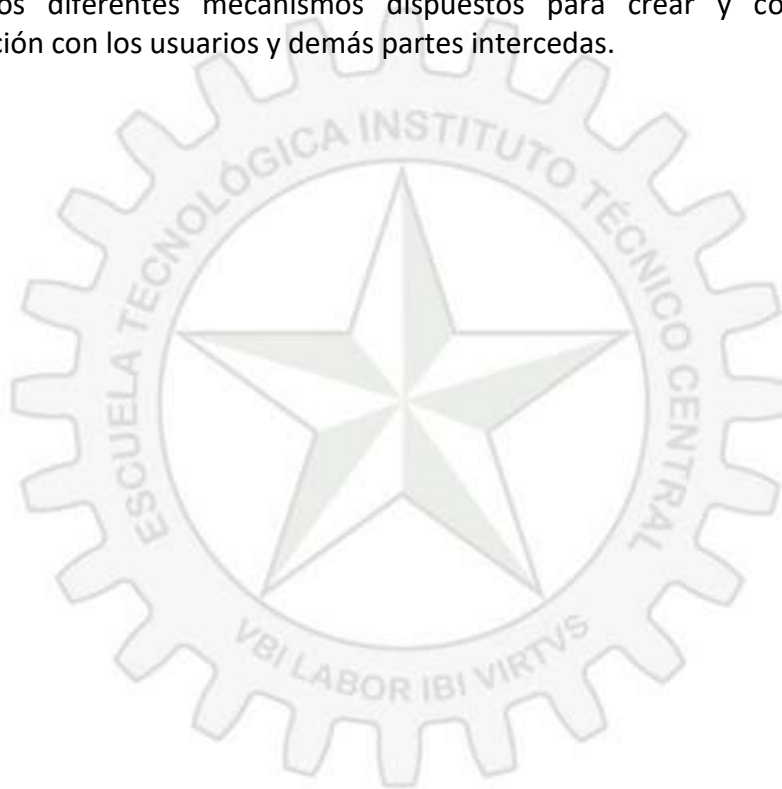 os diferentes mecanismos dispuestos para crear y co
ción con los usuarios y demás partes intercedas.
ESCUELA TECNOLÓGICA INSTITUTO TÉCNICO CENTRAL
VBI LABOR IBI VIRTVS